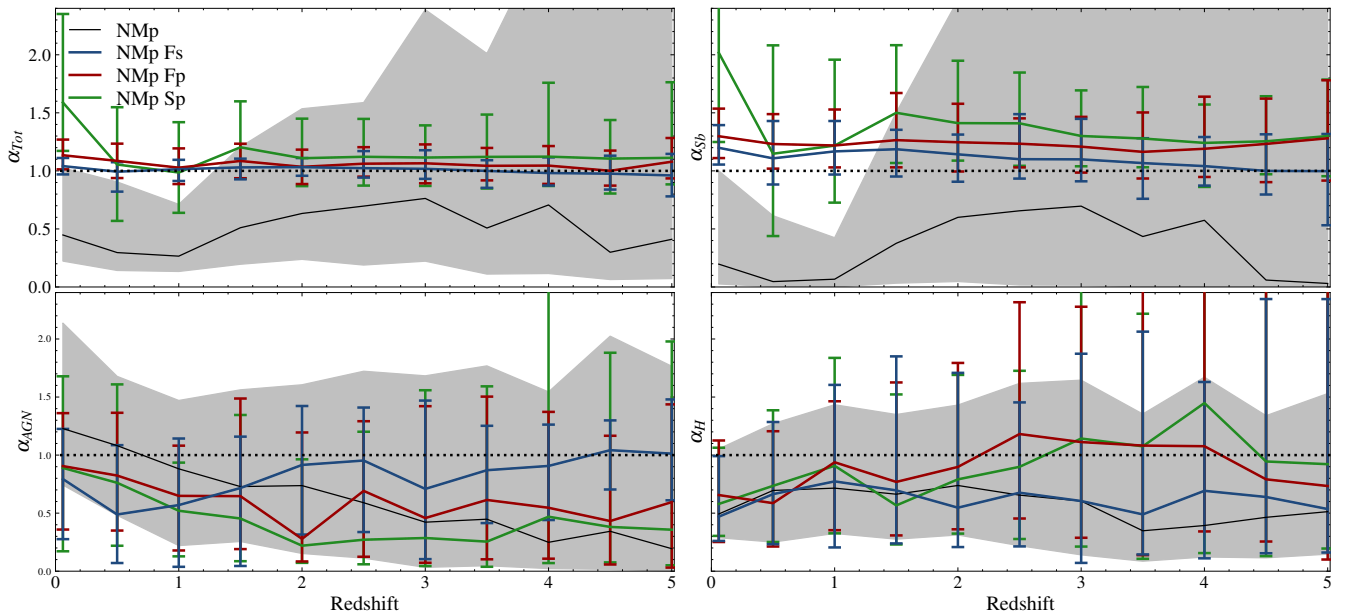 2.0
1.5
1.0
0.5
0.0
α_Tot
NMp
NMp Fs
NMp Fp
NMp Sp
α_Sb
2.0
1.5
1.0
0.5
0.0
α_AGN
0 1 2 3 4 5
Redshift
α_H
0 1 2 3 4 5
Redshift